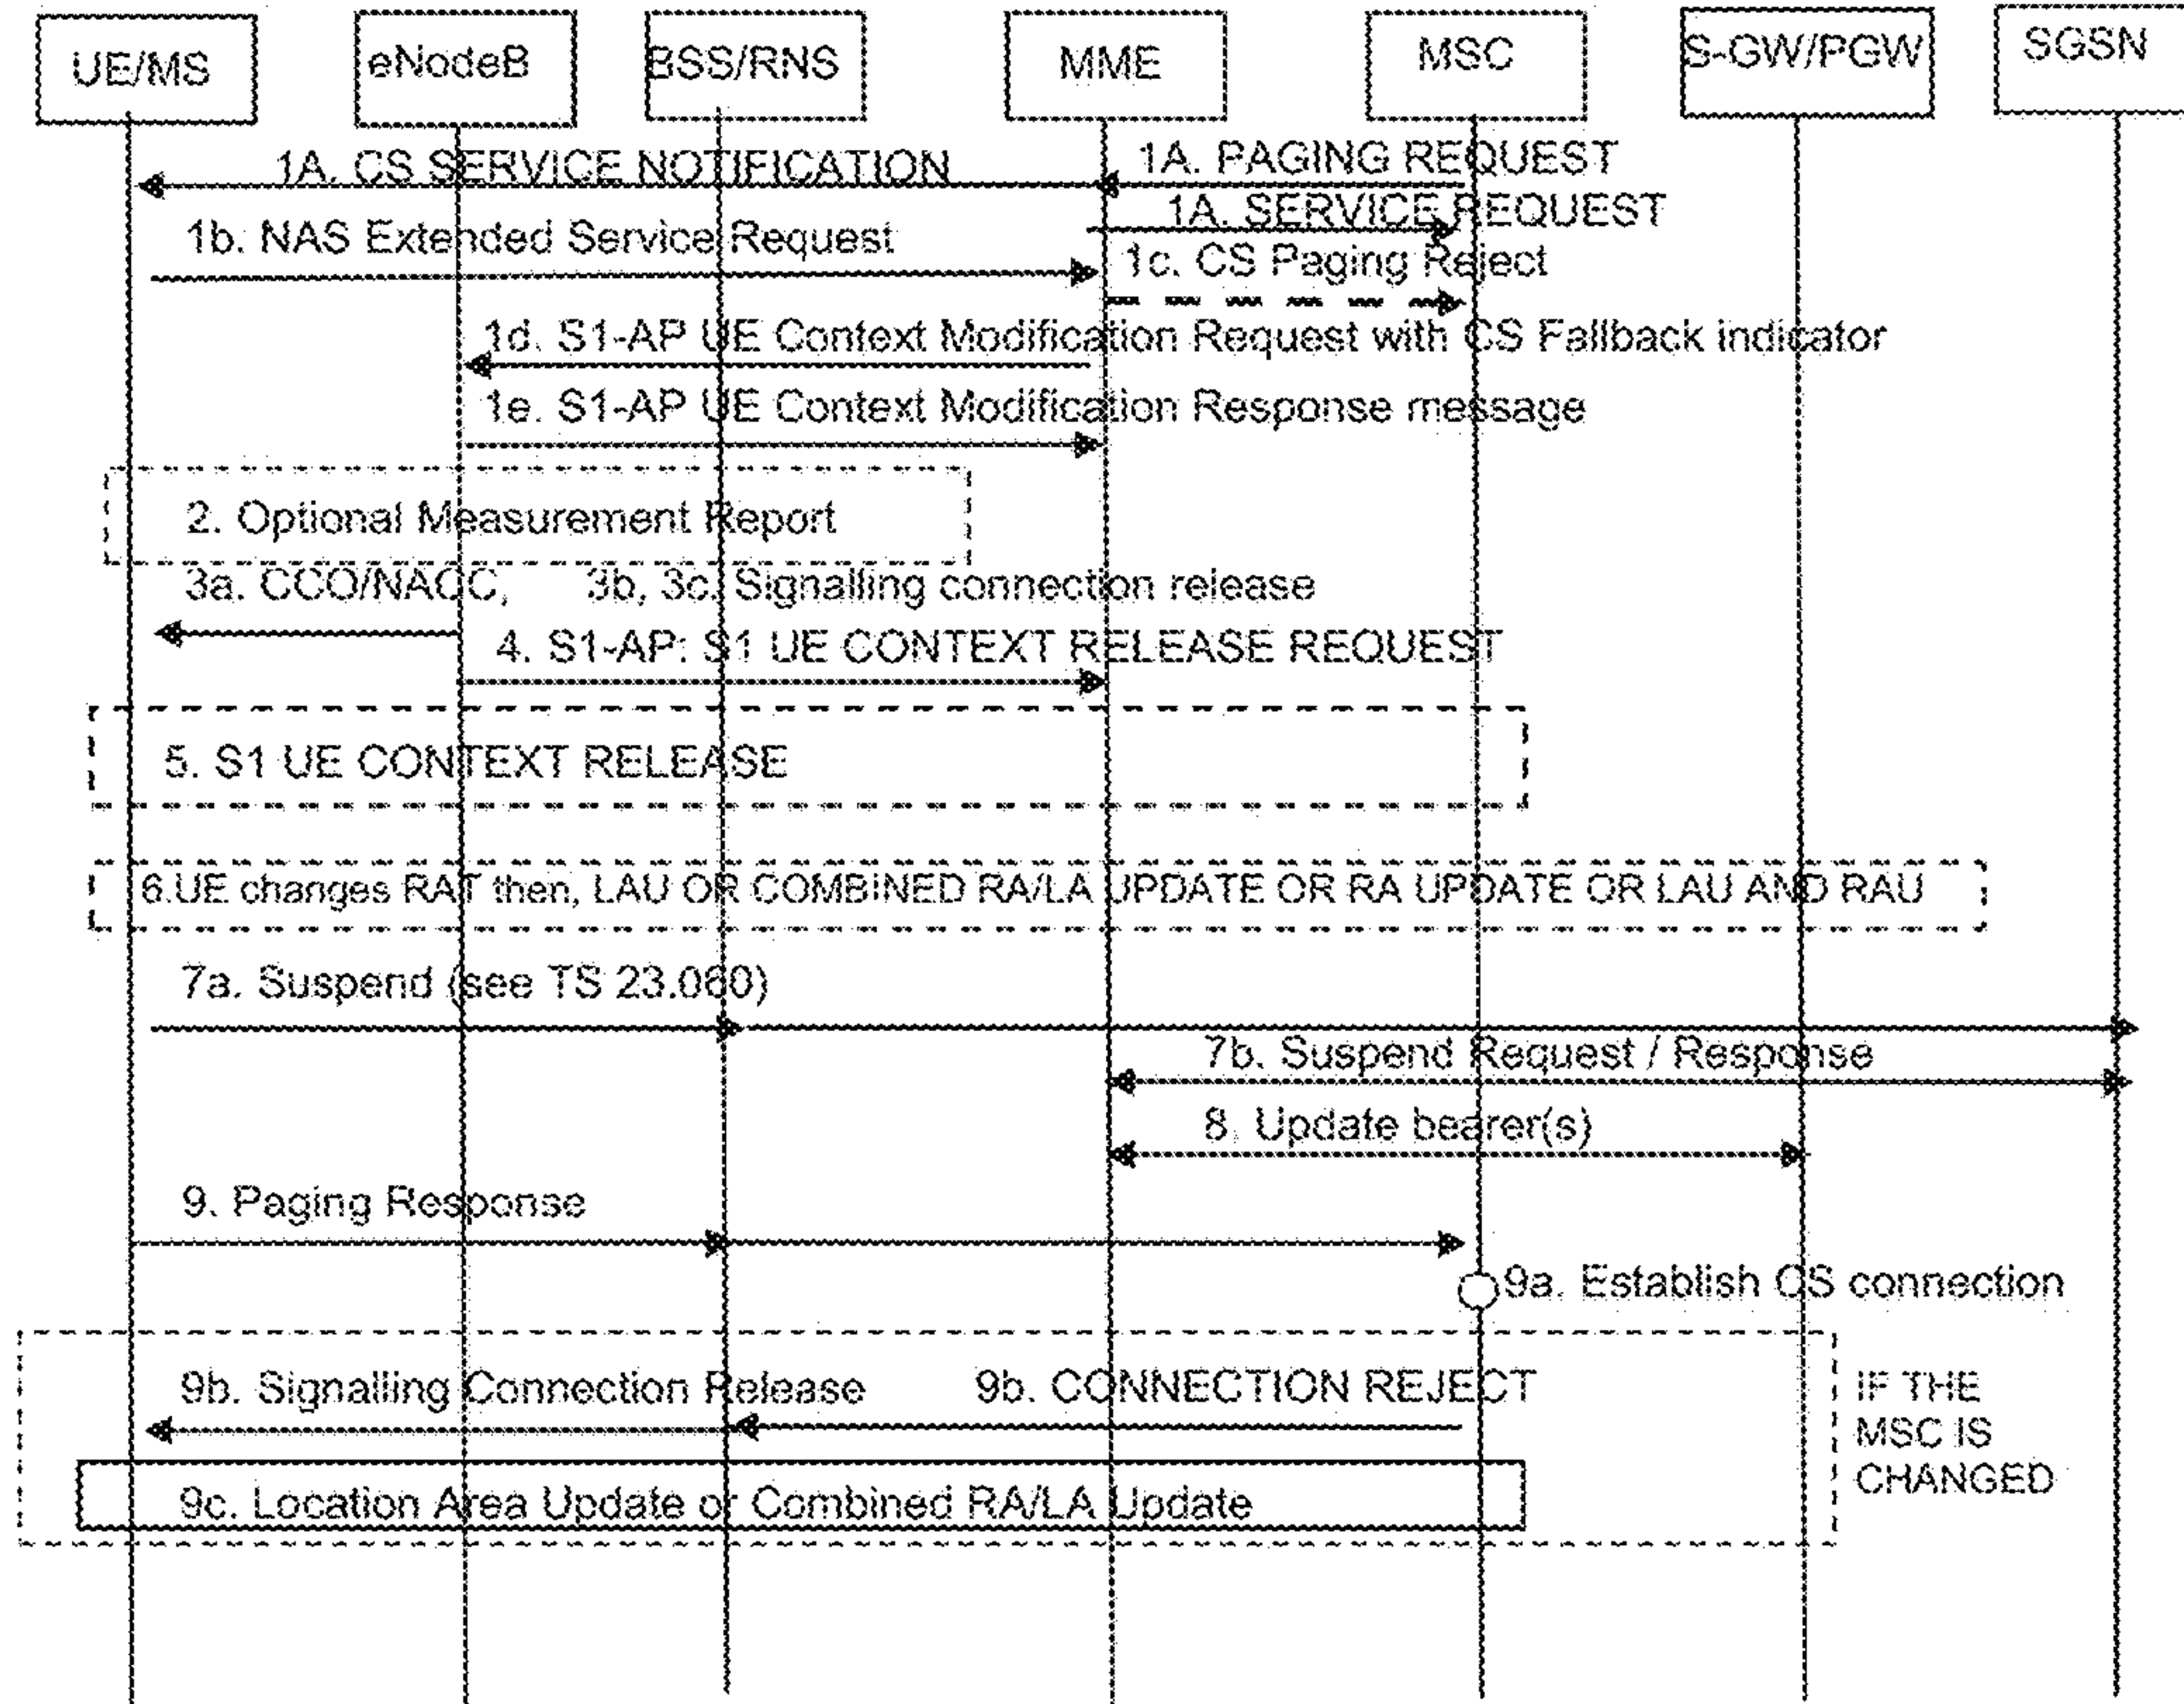 UE/MS
eNodeB
BSS/RNS
MME
MSC
S-GW/PGW
SGSN
1A. CS SERVICE NOTIFICATION
1A. PAGING REQUEST
1A. SERVICE REQUEST
1b. NAS Extended Service Request
1c. CS Paging Reject
1d. S1-AP UE Context Modification Request with CS Fallback indicator
1e. S1-AP UE Context Modification Response message
2. Optional Measurement Report
3a. CCO/NACC, 3b, 3c. Signalling connection release
4. S1-AP: S1 UE CONTEXT RELEASE REQUEST
5. S1 UE CONTEXT RELEASE
6.UE changes RAT then, LAU OR COMBINED RA/LA UPDATE OR RA UPDATE OR LAU AND RAU
7a. Suspend (see TS 23.060)
7b. Suspend Request / Response
8. Update bearer(s)
9. Paging Response
9a. Establish CS connection
9b. Signalling Connection Release
9b. CONNECTION REJECT
IF THE
MSC IS
CHANGED
9c. Location Area Update or Combined RA/LA Update